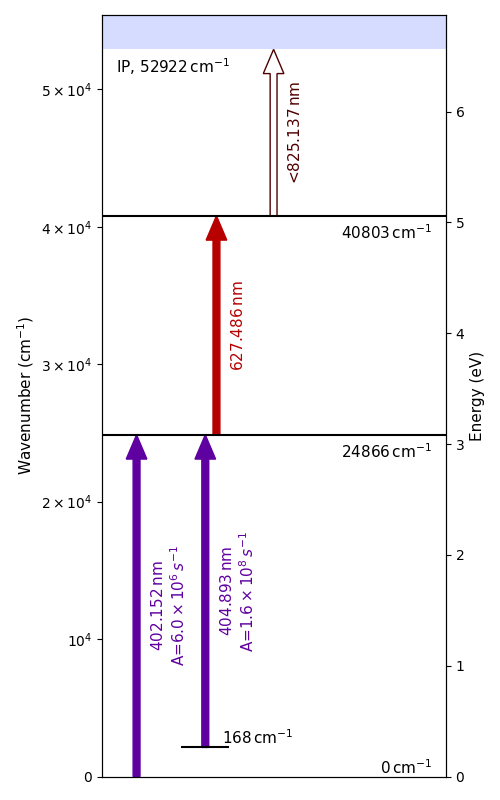 IP, 52922 cm⁻¹
<825.137 nm
40803 cm⁻¹
627.486 nm
24866 cm⁻¹
402.152 nm
A=6.0 × 10⁶ s⁻¹
404.893 nm
A=1.6 × 10⁸ s⁻¹
168 cm⁻¹
0 cm⁻¹
Wavenumber (cm⁻¹)
5 × 10⁴
4 × 10⁴
3 × 10⁴
2 × 10⁴
10⁴
0
Energy (eV)
6
5
4
3
2
1
0